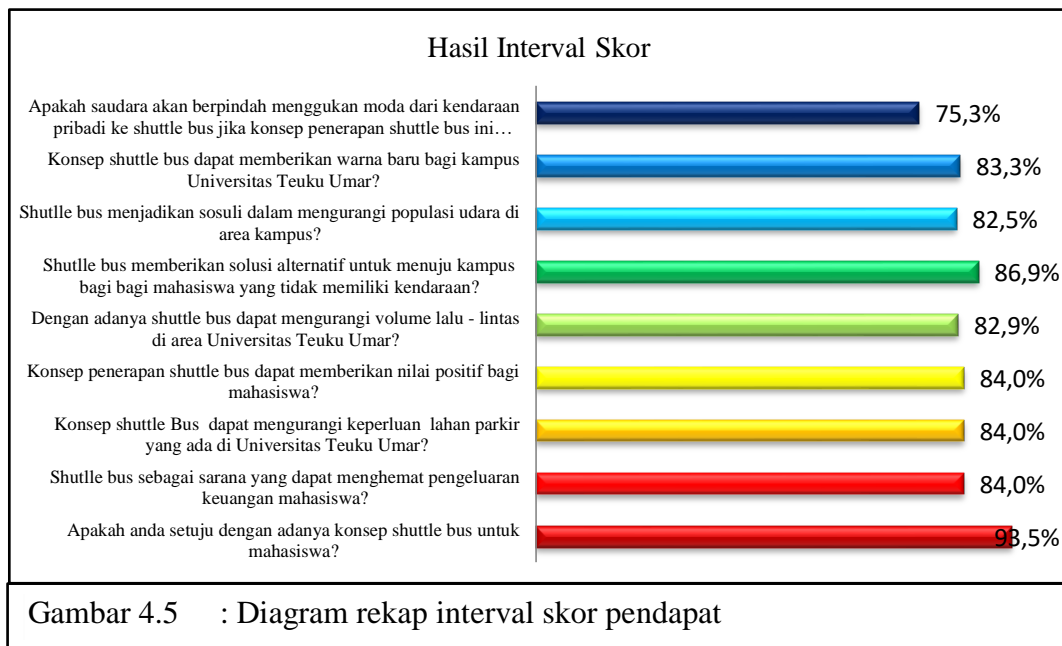 Hasil Interval Skor
Apakah saudara akan berpindah menggukan moda dari kendaraan
pribadi ke shuttle bus jika konsep penerapan shuttle bus ini…
75,3%
Konsep shuttle bus dapat memberikan warna baru bagi kampus
Universitas Teuku Umar?
83,3%
Shutlle bus menjadikan sosuli dalam mengurangi populasi udara di
area kampus?
82,5%
Shutlle bus memberikan solusi alternatif untuk menuju kampus
bagi bagi mahasiswa yang tidak memiliki kendaraan?
86,9%
Dengan adanya shuttle bus dapat mengurangi volume lalu - lintas
di area Universitas Teuku Umar?
82,9%
Konsep penerapan shuttle bus dapat memberikan nilai positif bagi
mahasiswa?
84,0%
Konsep shuttle Bus dapat mengurangi keperluan lahan parkir
yang ada di Universitas Teuku Umar?
84,0%
Shutlle bus sebagai sarana yang dapat menghemat pengeluaran
keuangan mahasiswa?
84,0%
Apakah anda setuju dengan adanya konsep shuttle bus untuk
mahasiswa?
93,5%
Gambar 4.5 : Diagram rekap interval skor pendapat